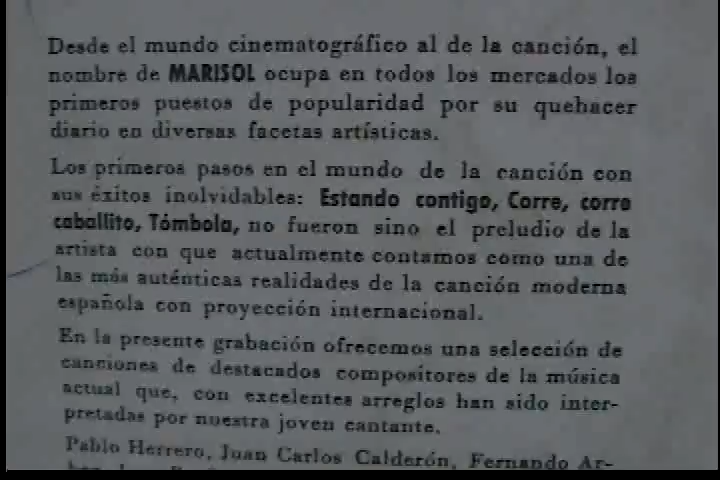 Desde el mundo cinematográfico al de la canción, el
nombre de MARISOL ocupa en todos los mercados los
primeros puestos de popularidad por su quehacer
diario en diversas facetas artísticas.
Los primeros pasos en el mundo de la canción con
sus éxitos inolvidables: Estando contigo, Corre, corre
caballito, Tómbola, no fueron sino el preludio de la
artista con que actualmente contamos como una de
las más auténticas realidades de la canción moderna
española con proyección internacional.
En la presente grabación ofrecemos una selección de
canciones de destacados compositores de la música
actual que, con excelentes arreglos han sido inter-
pretadas por nuestra joven cantante.
Pablo Herrero, Juan Carlos Calderón, Fernando Ar-